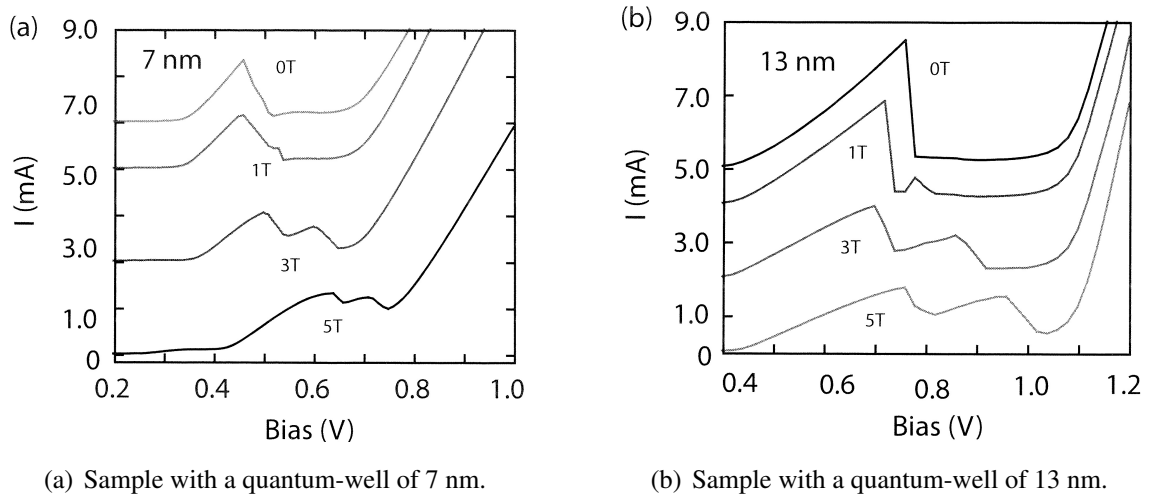 (a)
9.0
7.0
5.0
3.0
1.0
0
I (mA)
7 nm
0T
1T
3T
5T
0.2
0.4
0.6
0.8
1.0
Bias (V)
(a) Sample with a quantum-well of 7 nm.
(b)
9.0
7.0
5.0
3.0
1.0
0
I (mA)
13 nm
0T
1T
3T
5T
0.4
0.6
0.8
1.0
1.2
Bias (V)
(b) Sample with a quantum-well of 13 nm.